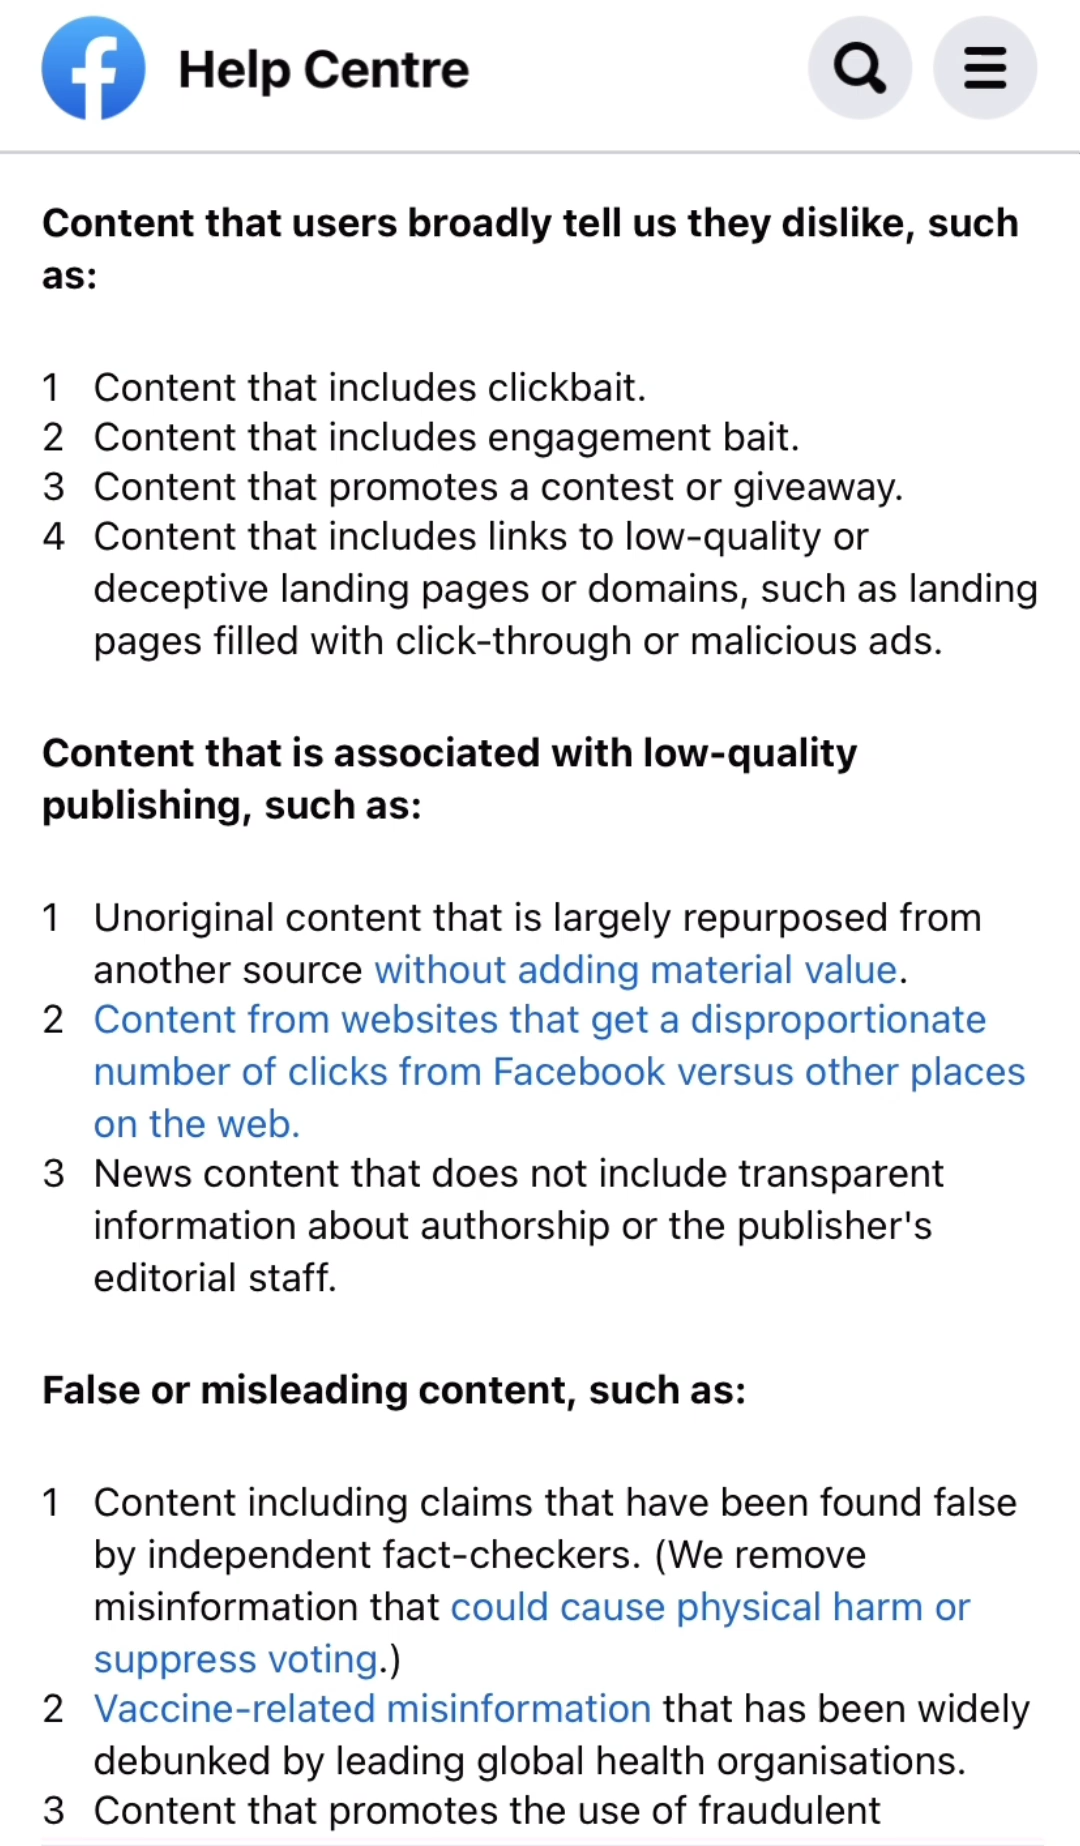 Help Centre
Content that users broadly tell us they dislike, such
as:
1 Content that includes clickbait.
2 Content that includes engagement bait.
3 Content that promotes a contest or giveaway.
4 Content that includes links to low-quality or
deceptive landing pages or domains, such as landing
pages filled with click-through or malicious ads.
Content that is associated with low-quality
publishing, such as:
1 Unoriginal content that is largely repurposed from
another source without adding material value.
2 Content from websites that get a disproportionate
number of clicks from Facebook versus other places
on the web.
3 News content that does not include transparent
information about authorship or the publisher's
editorial staff.
False or misleading content, such as:
1 Content including claims that have been found false
by independent fact-checkers. (We remove
misinformation that could cause physical harm or
suppress voting.)
2 Vaccine-related misinformation that has been widely
debunked by leading global health organisations.
3 Content that promotes the use of fraudulent